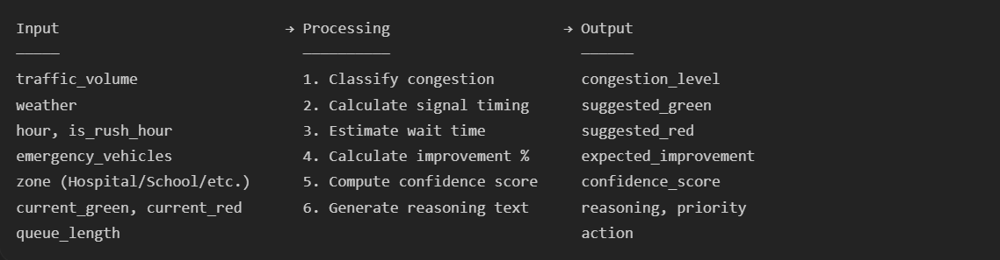 Input → Processing → Output
traffic_volume 1. Classify congestion congestion_level
weather 2. Calculate signal timing suggested_green
hour, is_rush_hour 3. Estimate wait time suggested_red
emergency_vehicles 4. Calculate improvement % expected_improvement
zone (Hospital/School/etc.) 5. Compute confidence score confidence_score
current_green, current_red 6. Generate reasoning text reasoning, priority
queue_length action